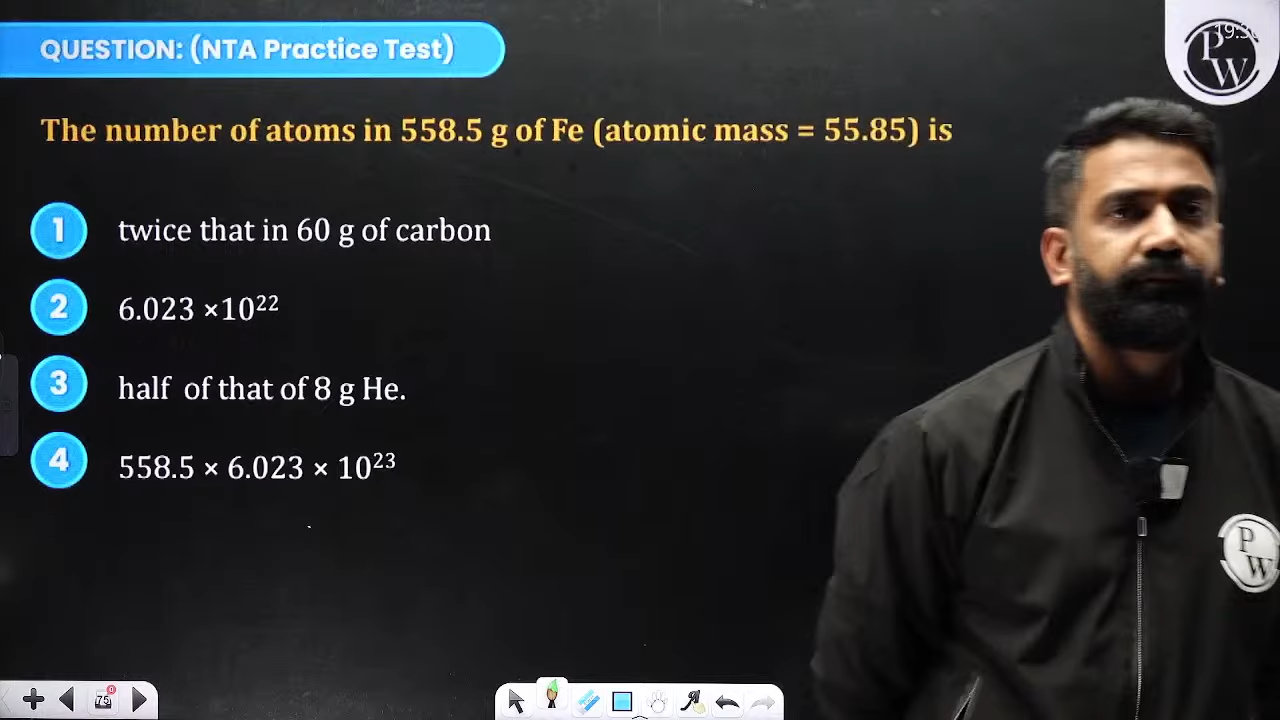 QUESTION: (NTA Practice Test)
The number of atoms in 558.5 g of Fe (atomic mass = 55.85) is
1 twice that in 60 g of carbon
2 6.023 ×10²²
3 half of that of 8 g He.
4 558.5 × 6.023 × 10²³
P
W
P
W
75